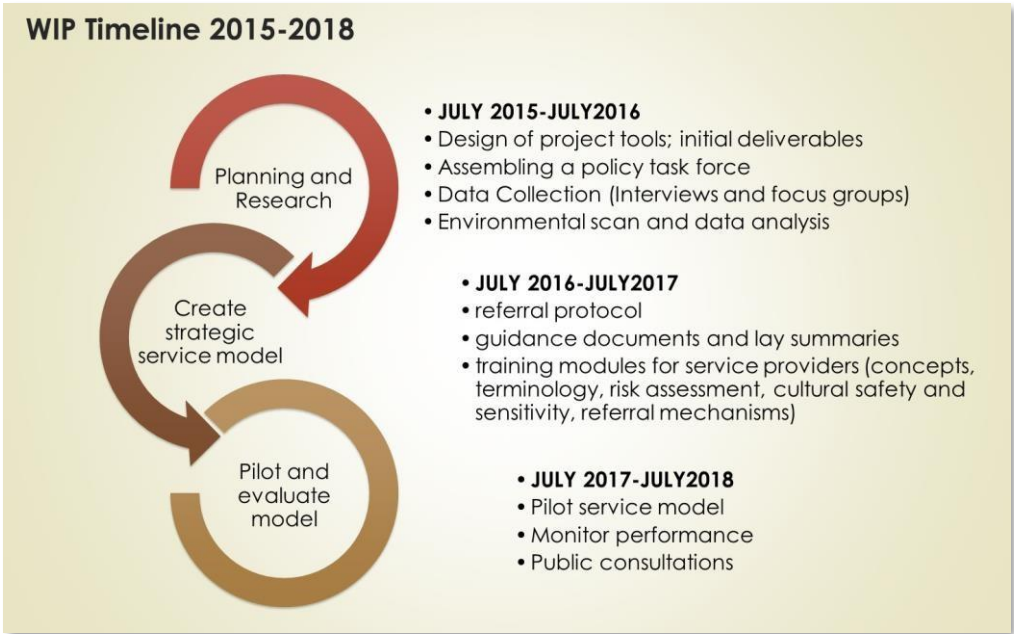 WIP Timeline 2015-2018
Planning and
Research
• JULY 2015-JULY2016
• Design of project tools; initial deliverables
• Assembling a policy task force
• Data Collection (Interviews and focus groups)
• Environmental scan and data analysis
Create
strategic
service model
• JULY 2016-JULY2017
• referral protocol
• guidance documents and lay summaries
• training modules for service providers (concepts,
terminology, risk assessment, cultural safety and
sensitivity, referral mechanisms)
Pilot and
evaluate
model
• JULY 2017-JULY2018
• Pilot service model
• Monitor performance
• Public consultations